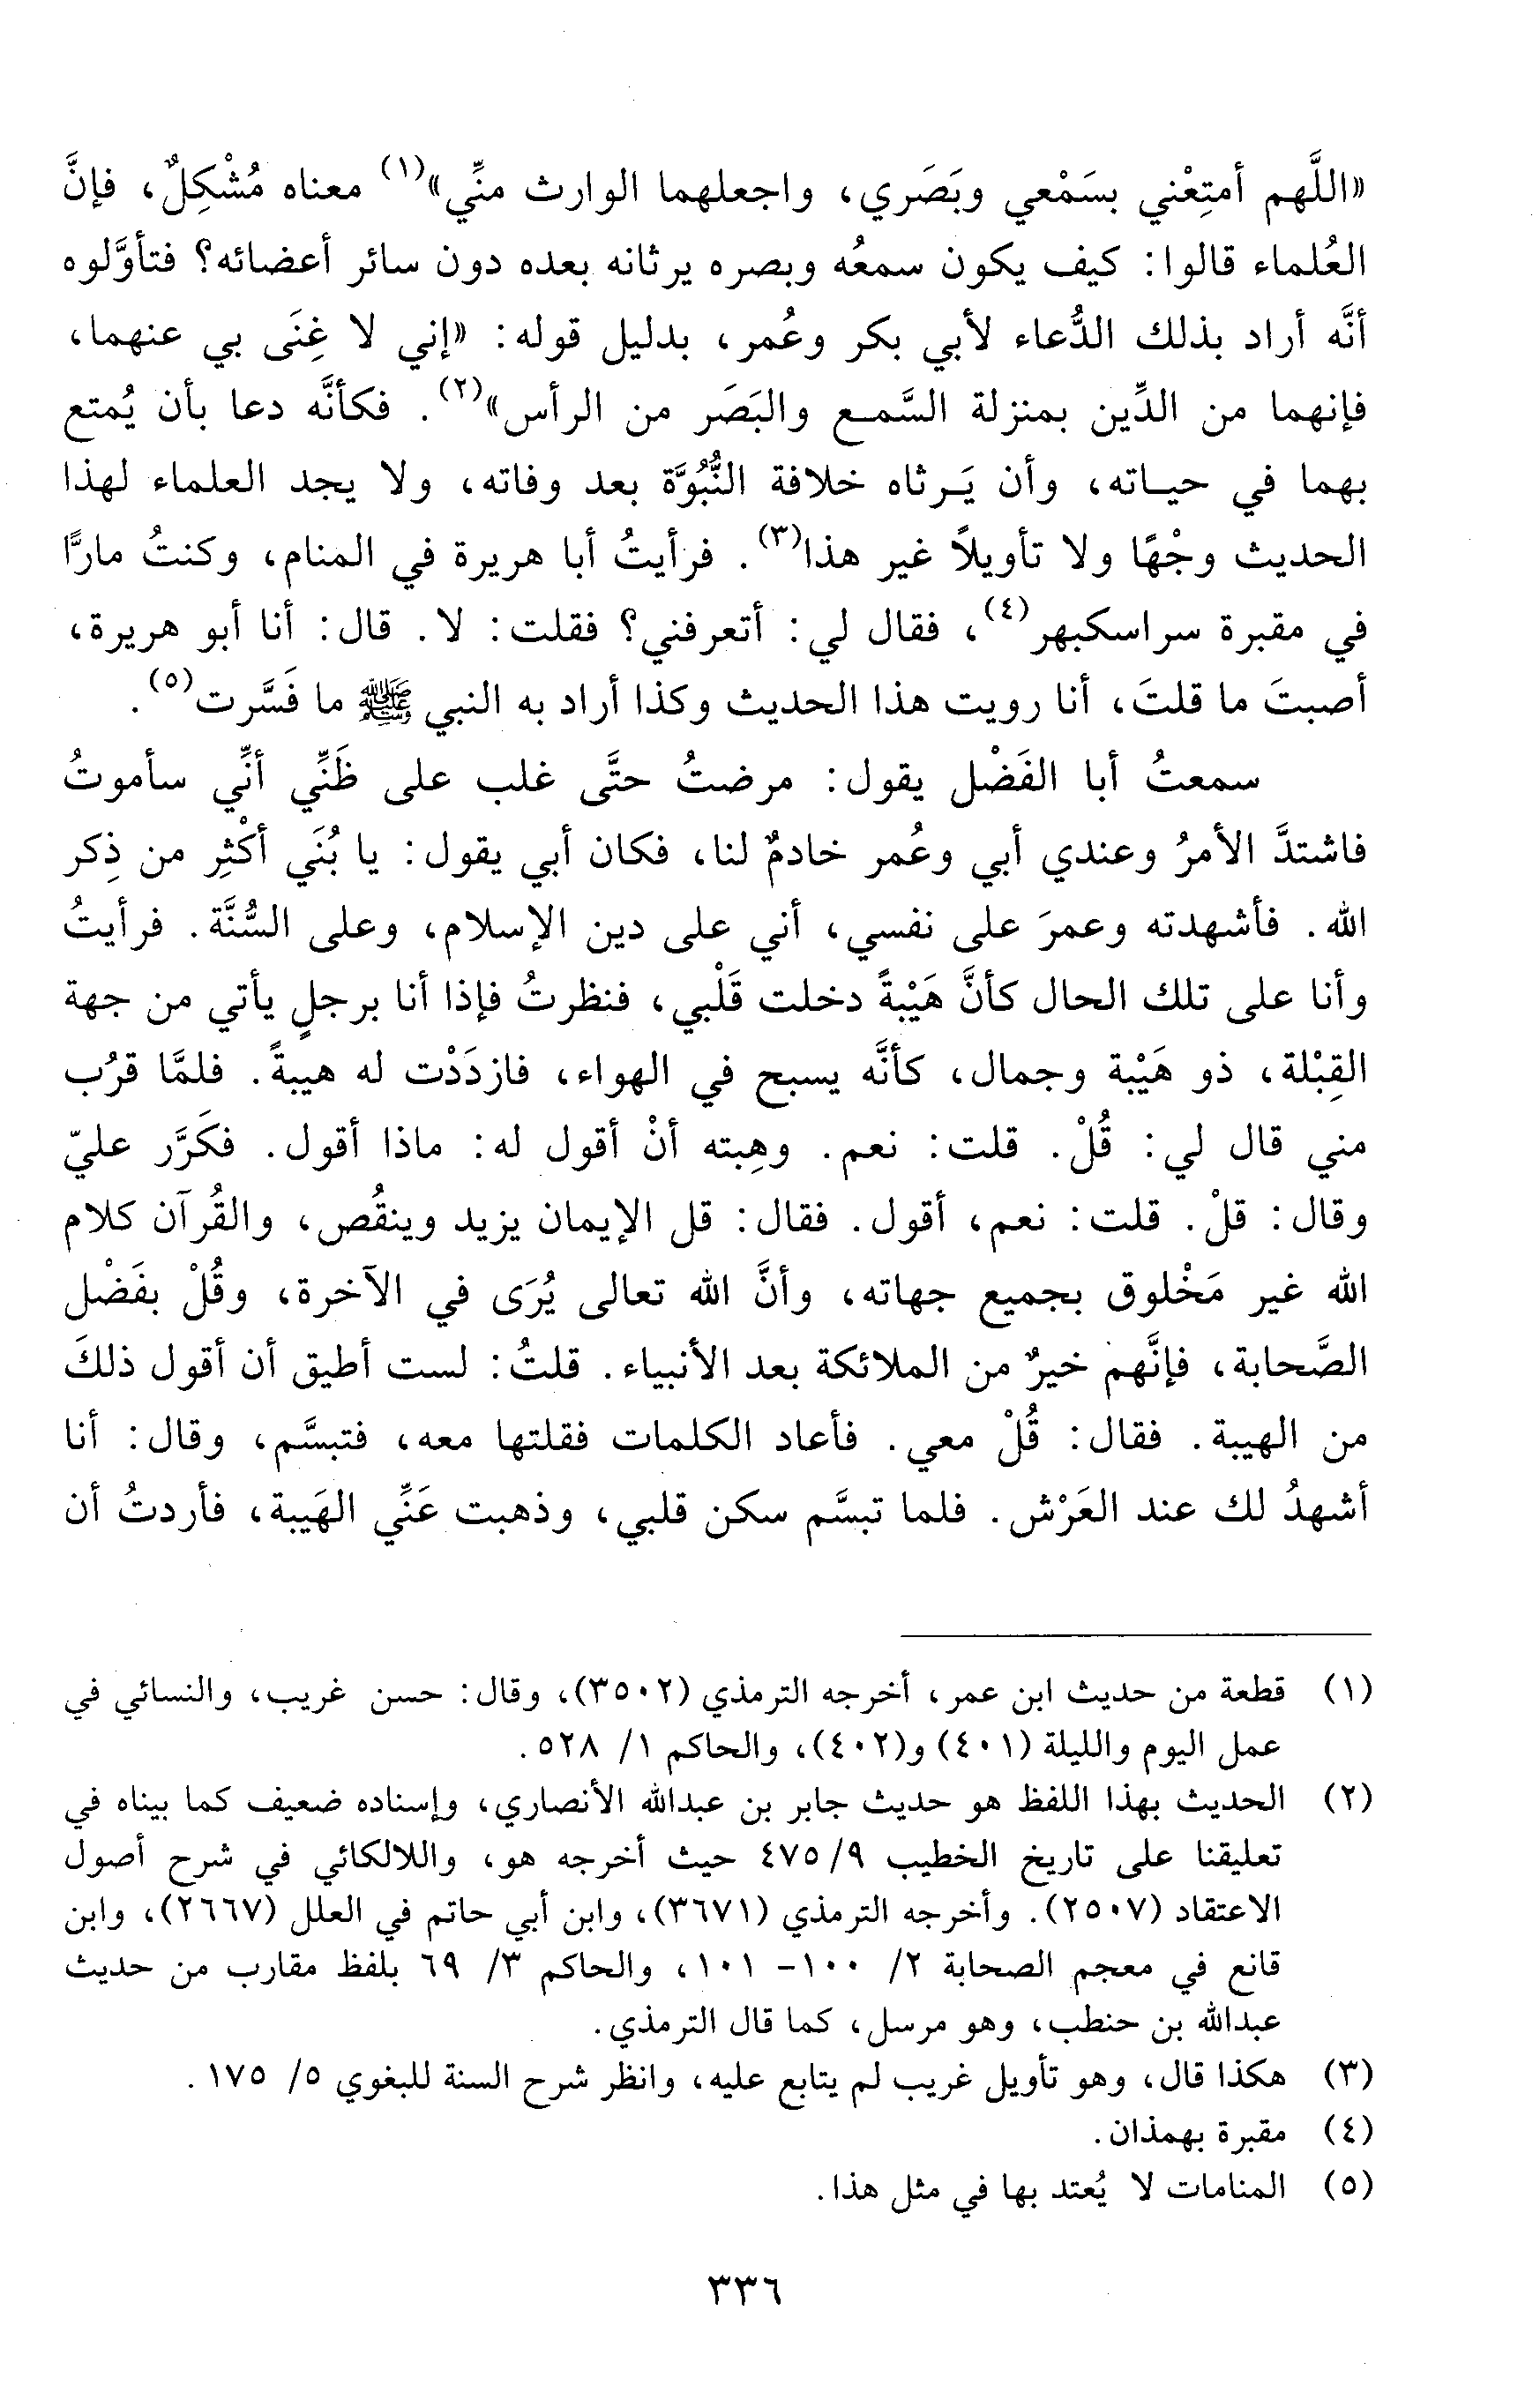 «اللَّهم أمتِعْني بسَمْعي وبَصَري، واجعلهما الوارث منِّي»(١) معناه مُشْكِلٌ، فإنَّ
العُلماء قالوا: كيف يكون سمعُه وبصره يرثانه بعده دون سائر أعضائه؟ فتأوَّلوه
أنَّه أراد بذلك الدُّعاء لأبي بكر وعُمر، بدليل قوله: «إني لا غِنَى بي عنهما،
فإنهما من الدِّين بمنزلة السَّمع والبَصَر من الرأس»(٢). فكأنَّه دعا بأن يُمتع
بهما في حياته، وأن يَرثاه خلافة النُّبُوَّة بعد وفاته، ولا يجد العلماء لهذا
الحديث وجْهًا ولا تأويلاً غير هذا(٣). فرأيتُ أبا هريرة في المنام، وكنتُ مارًّا
في مقبرة سراسكبهر(٤)، فقال لي: أتعرفني؟ فقلت: لا. قال: أنا أبو هريرة،
أصبتَ ما قلتَ، أنا رويت هذا الحديث وكذا أراد به النبي ﷺ ما فَسَّرت(٥).
سمعتُ أبا الفَضْل يقول: مرضتُ حتَّى غلب على ظَنِّي أنِّي سأموتُ
فاشتدَّ الأمرُ وعندي أبي وعُمر خادمٌ لنا، فكان أبي يقول: يا بُنَي أكْثِر من ذِكر
الله. فأشهدته وعمرَ على نفسي، أني على دين الإسلام، وعلى السُّنَّة. فرأيتُ
وأنا على تلك الحال كأنَّ هَيْبةً دخلت قَلْبي، فنظرتُ فإذا أنا برجلٍ يأتي من جهة
القِبْلة، ذو هَيْبة وجمال، كأنَّه يسبح في الهواء، فازدَدْت له هيبةً. فلمَّا قرُب
مني قال لي: قُلْ. قلت: نعم. وهِبته أنْ أقول له: ماذا أقول. فكَرَّر عليّ
وقال: قلْ. قلت: نعم، أقول. فقال: قل الإيمان يزيد وينقُص، والقُرآن كلام
الله غير مَخْلوق بجميع جهاته، وأنَّ الله تعالى يُرَى في الآخرة، وقُلْ بفَضْل
الصَّحابة، فإنَّهم خيرٌ من الملائكة بعد الأنبياء. قلتُ: لست أطيق أن أقول ذلكَ
من الهيبة. فقال: قُلْ معي. فأعاد الكلمات فقلتها معه، فتبسَّم، وقال: أنا
أشهدُ لك عند العَرْش. فلما تبسَّم سكن قلبي، وذهبت عَنِّي الهَيبة، فأردتُ أن
(١) قطعة من حديث ابن عمر، أخرجه الترمذي (٣٥٠٢)، وقال: حسن غريب، والنسائي في
عمل اليوم والليلة (٤٠١) و(٤٠٢)، والحاكم ١/ ٥٢٨.
(٢) الحديث بهذا اللفظ هو حديث جابر بن عبدالله الأنصاري، وإسناده ضعيف كما بيناه في
تعليقنا على تاريخ الخطيب ٩/ ٤٧٥ حيث أخرجه هو، واللالكائي في شرح أصول
الاعتقاد (٢٥٠٧). وأخرجه الترمذي (٣٦٧١)، وابن أبي حاتم في العلل (٢٦٦٧)، وابن
قانع في معجم الصحابة ٢/ ١٠٠- ١٠١، والحاكم ٣/ ٦٩ بلفظ مقارب من حديث
عبدالله بن حنطب، وهو مرسل، كما قال الترمذي.
(٣) هكذا قال، وهو تأويل غريب لم يتابع عليه، وانظر شرح السنة للبغوي ٥/ ١٧٥.
(٤) مقبرة بهمذان.
(٥) المنامات لا يُعتد بها في مثل هذا.
٣٣٦